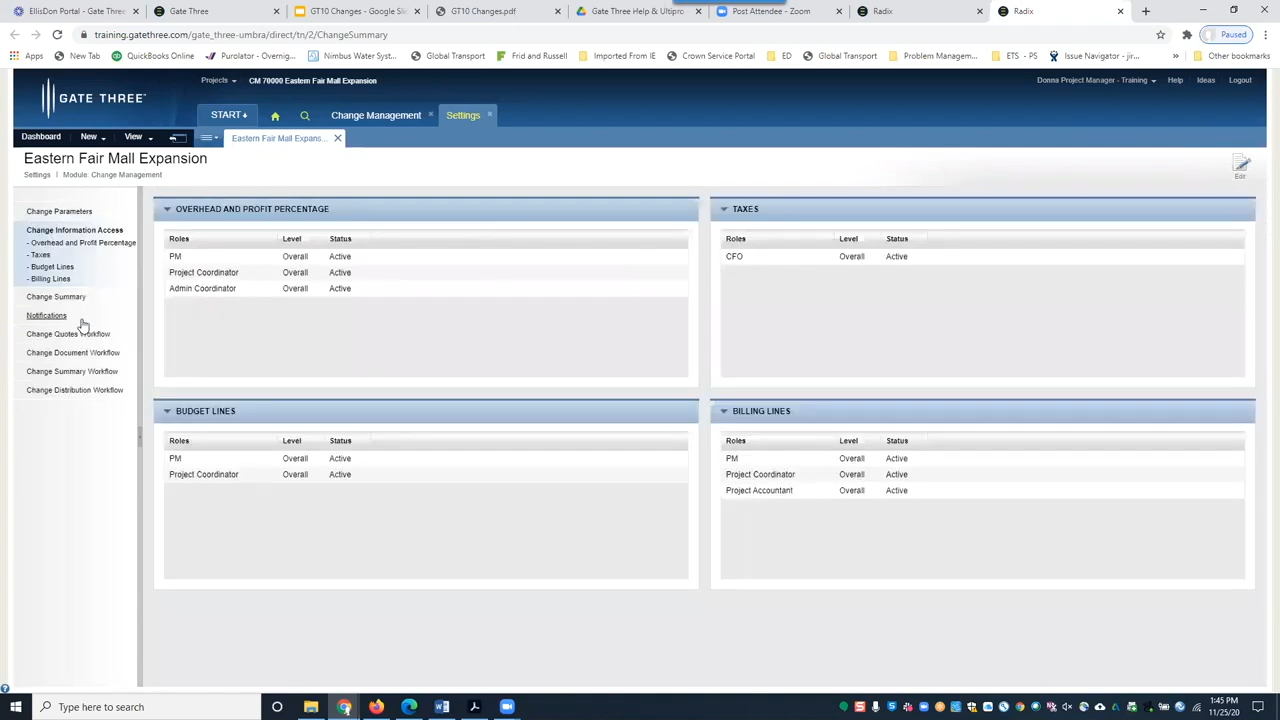 EllisDon Portal - Gate Three
Gate Three
GT10 Changes - Google Sli
GT10 Changes.pdf
Gate Three Help & Ultipro
Post Attendee - Zoom
Radix
Radix
training.gatethree.com/gate_three-umbra/direct/tn/2/ChangeSummary
Paused
Apps
New Tab
QuickBooks Online
Purolator - Overnig...
Nimbus Water Syst...
Global Transport
Frid and Russell
Imported From IE
Crown Service Portal
ED
Global Transport
Problem Managem...
ETS - PS
Issue Navigator - jir...
»
Other bookmarks
GATE THREE
Projects
CM 70000 Eastern Fair Mall Expansion
Donna Project Manager - Training
Help
Ideas
Logout
START
Change Management
Settings
Dashboard
New
View
Eastern Fair Mall Expans...
Eastern Fair Mall Expansion
Settings | Module: Change Management
Edit
Change Parameters
Change Information Access
- Overhead and Profit Percentage
- Taxes
- Budget Lines
- Billing Lines
Change Summary
Notifications
Change Quotes Workflow
Change Document Workflow
Change Summary Workflow
Change Distribution Workflow
OVERHEAD AND PROFIT PERCENTAGE
Roles Level Status
PM Overall Active
Project Coordinator Overall Active
Admin Coordinator Overall Active
TAXES
Roles Level Status
CFO Overall Active
BUDGET LINES
Roles Level Status
PM Overall Active
Project Coordinator Overall Active
BILLING LINES
Roles Level Status
PM Overall Active
Project Coordinator Overall Active
Project Accountant Overall Active
Type here to search
1:45 PM
11/25/20